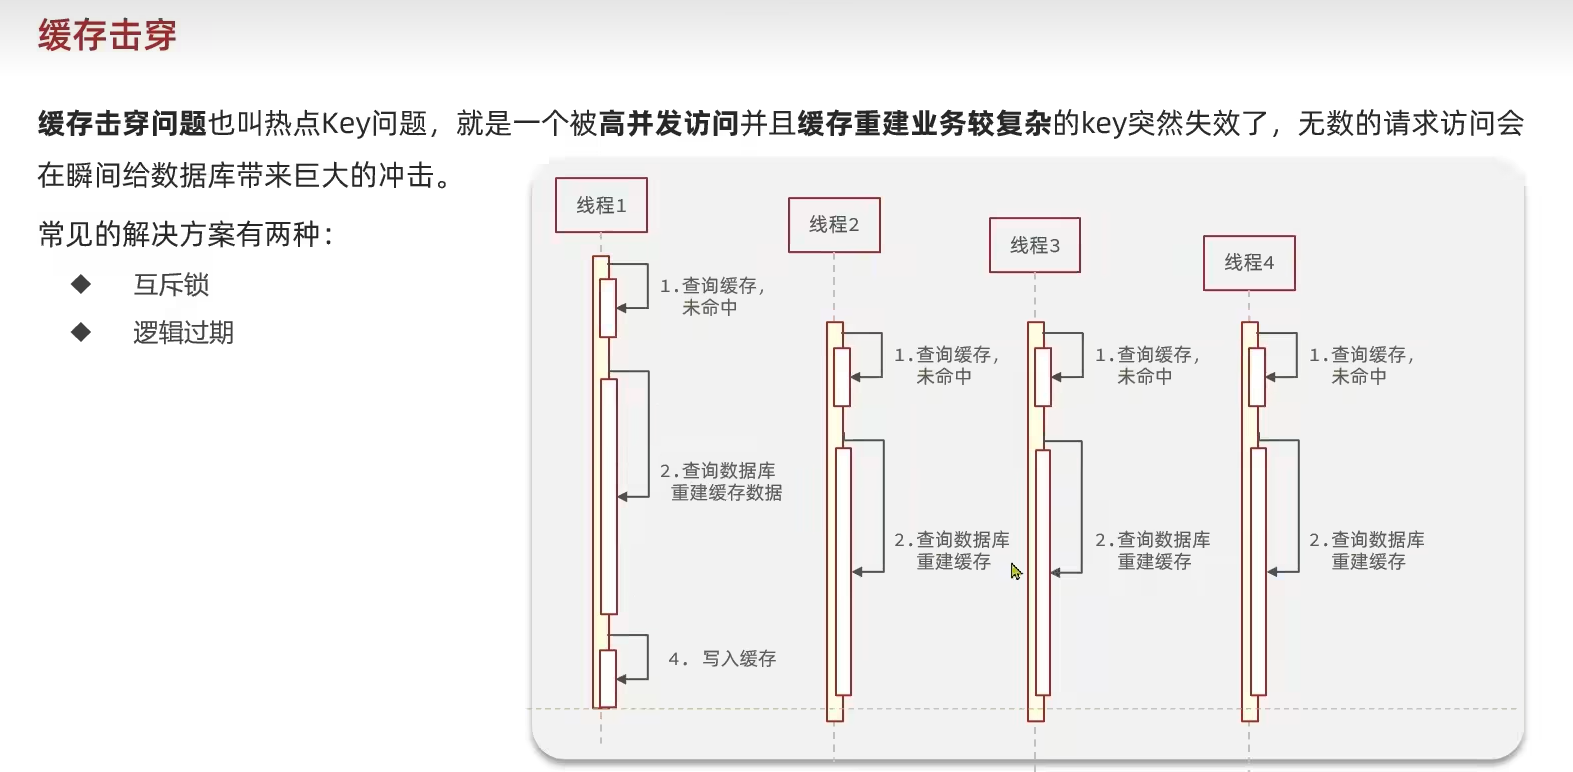 缓存击穿
缓存击穿问题也叫热点Key问题，就是一个被高并发访问并且缓存重建业务较复杂的key突然失效了，无数的请求访问会
在瞬间给数据库带来巨大的冲击。
常见的解决方案有两种：
◆ 互斥锁
◆ 逻辑过期
线程1
1.查询缓存，
未命中
2.查询数据库
重建缓存数据
4. 写入缓存
线程2
1.查询缓存，
未命中
2.查询数据库
重建缓存
线程3
1.查询缓存，
未命中
2.查询数据库
重建缓存
线程4
1.查询缓存，
未命中
2.查询数据库
重建缓存